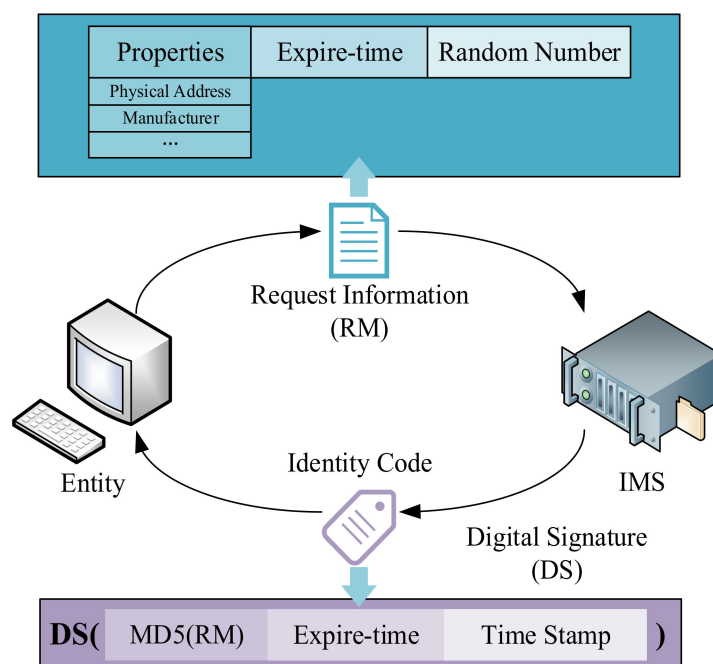 Properties Expire-time Random Number
Physical Address
Manufacturer
...
Request Information
(RM)
Entity
IMS
Identity Code
Digital Signature
(DS)
DS( MD5(RM) Expire-time Time Stamp )